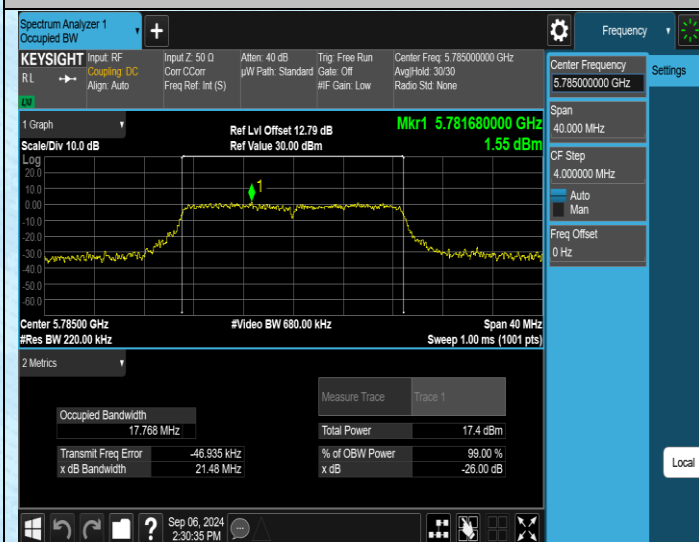 Spectrum Analyzer 1
Occupied BW
Frequency
KEYSIGHT
R L
LXI
Input: RF
Coupling: DC
Align: Auto
Input Z: 50 Ω
Corr CCorr
Freq Ref: Int (S)
Atten: 40 dB
µW Path: Standard
Trig: Free Run
Gate: Off
#IF Gain: Low
Center Freq: 5.785000000 GHz
Avg|Hold: 30/30
Radio Std: None
Center Frequency
5.785000000 GHz
Settings
Span
40.000 MHz
CF Step
4.000000 MHz
Auto
Man
Freq Offset
0 Hz
1 Graph
Scale/Div 10.0 dB
Ref Lvl Offset 12.79 dB
Ref Value 30.00 dBm
Mkr1 5.781680000 GHz
1.55 dBm
Log
20.0
10.0
0.00
-10.0
-20.0
-30.0
-40.0
-50.0
-60.0
1
Center 5.78500 GHz
#Res BW 220.00 kHz
#Video BW 680.00 kHz
Span 40 MHz
Sweep 1.00 ms (1001 pts)
2 Metrics
Measure Trace
Trace 1
Occupied Bandwidth
17.768 MHz
Total Power
17.4 dBm
Transmit Freq Error
-46.935 kHz
% of OBW Power
99.00 %
x dB Bandwidth
21.48 MHz
x dB
-26.00 dB
Local
?
Sep 06, 2024
2:30:35 PM